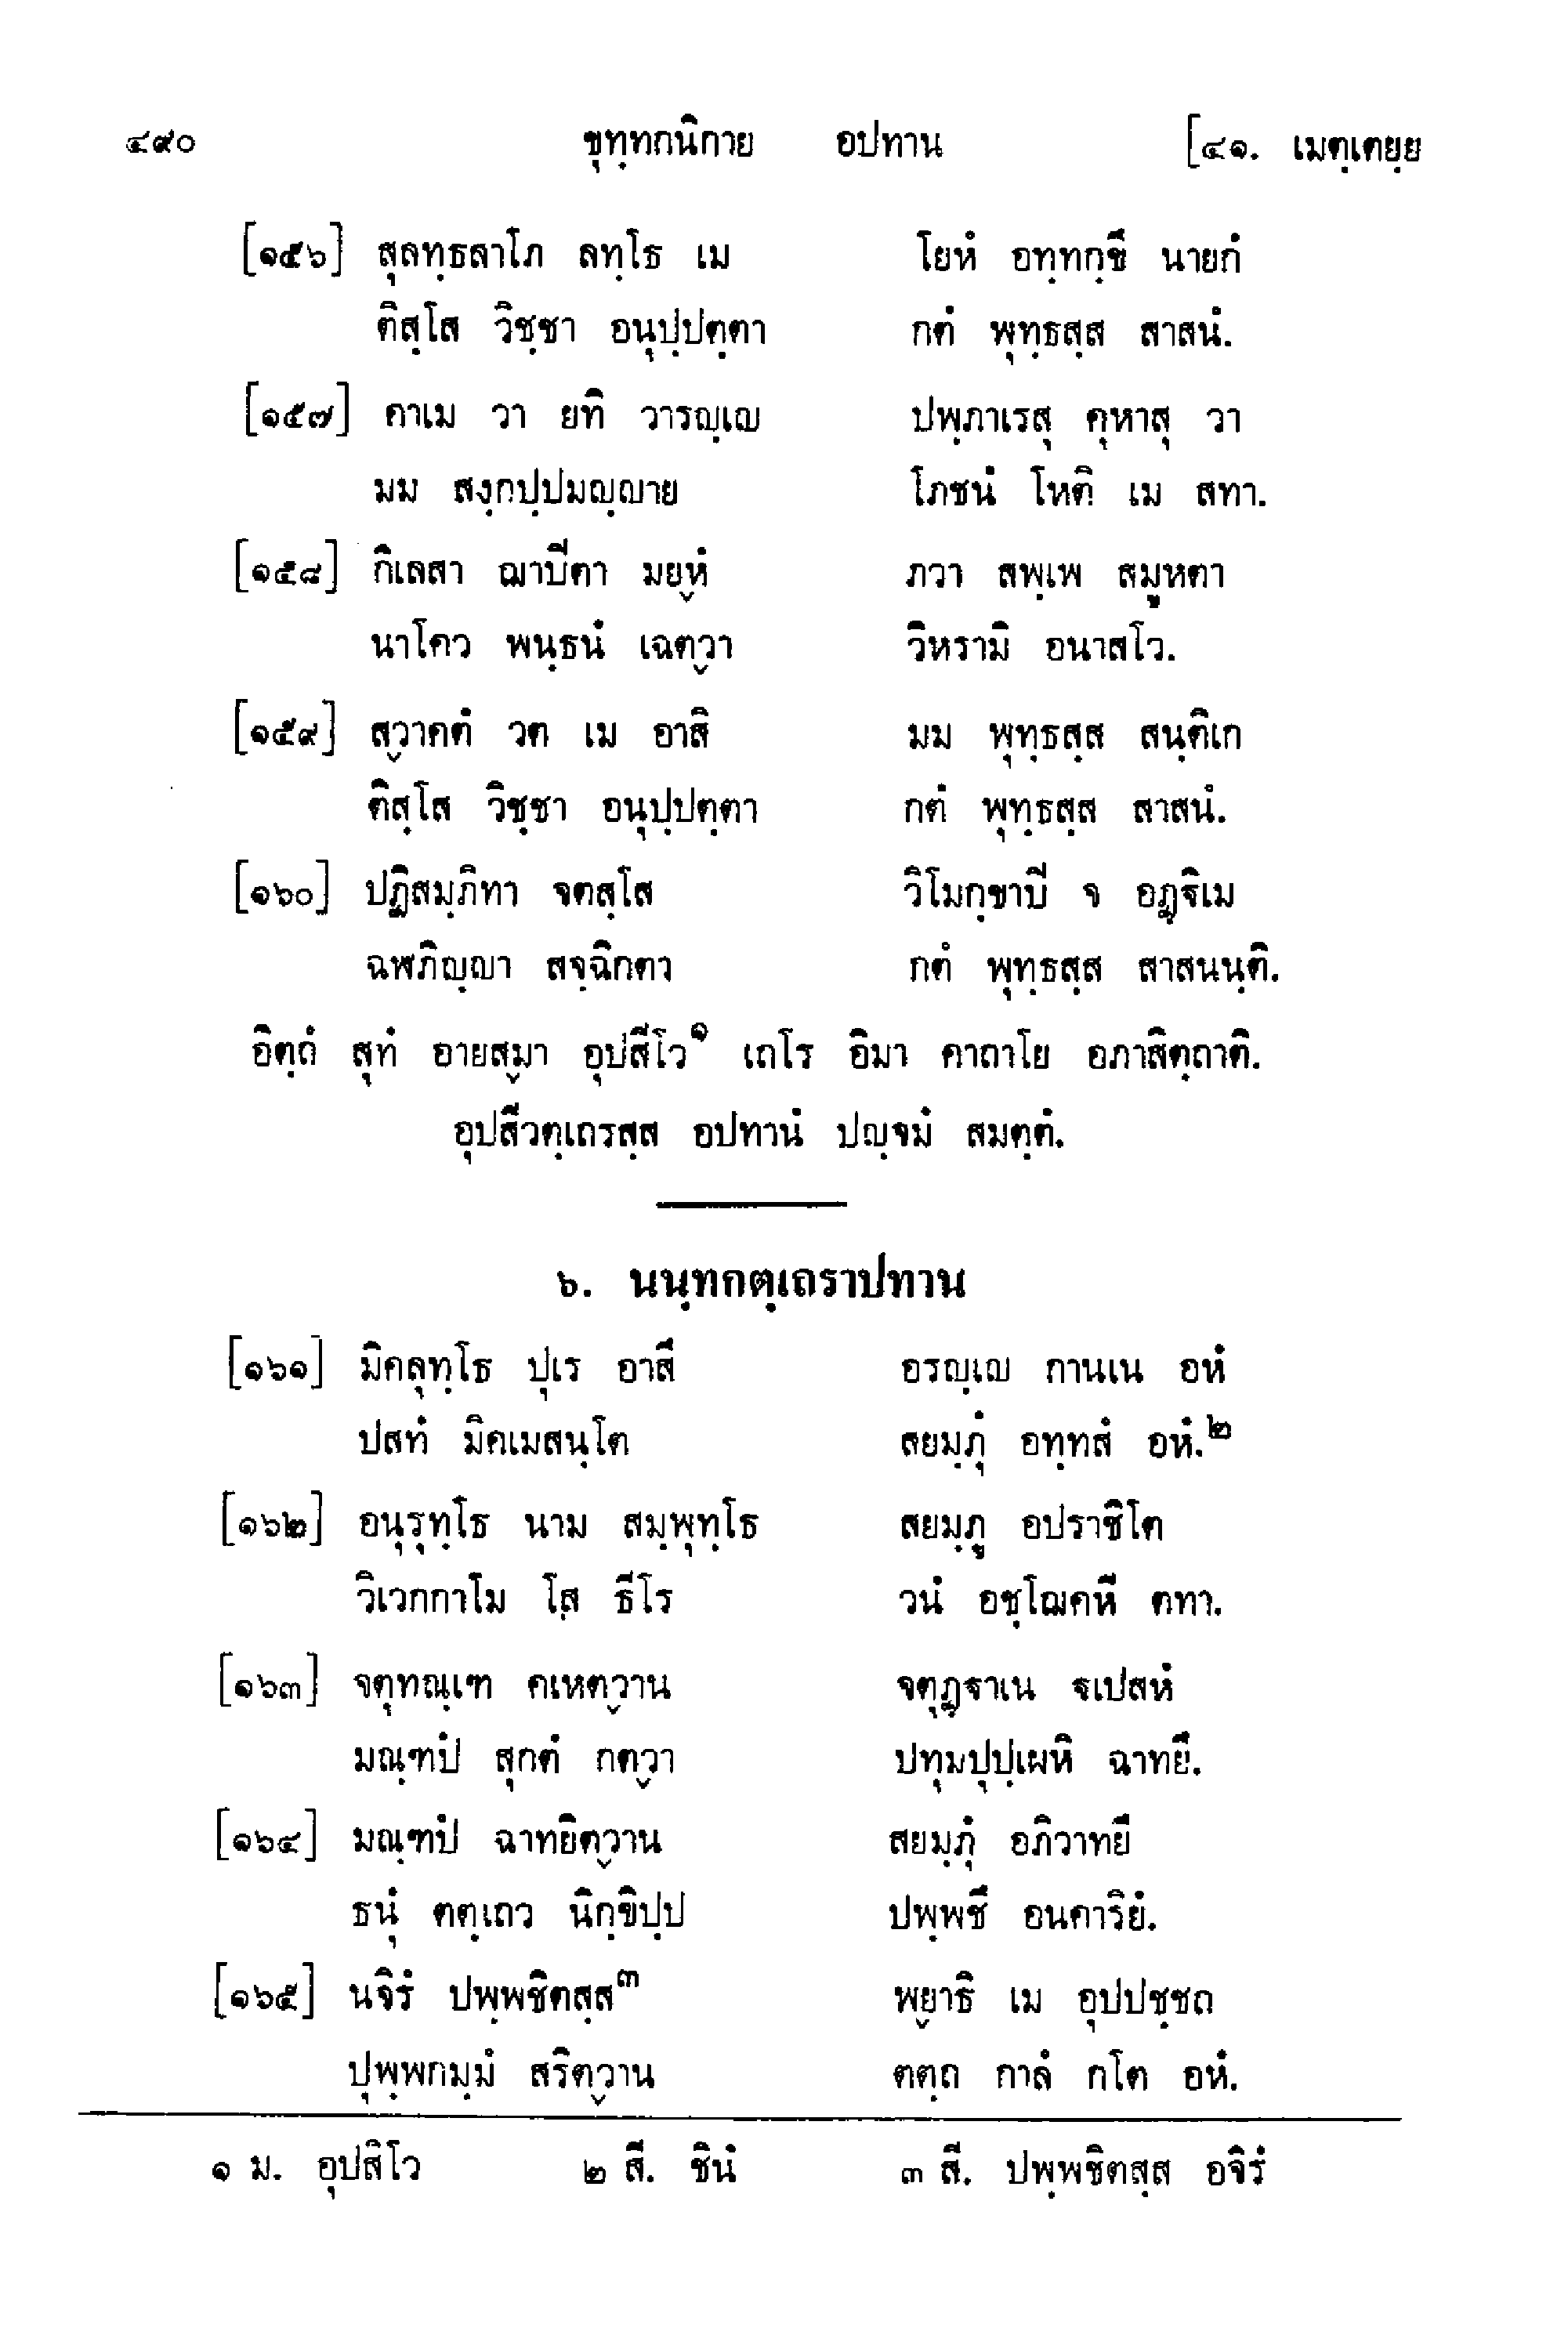 ๔๙๐ ขุทฺทกนิกาย อปทาน [๔๑. เมตฺเตยฺย
[๑๕๖] สุลทฺธลาโภ ลทฺโธ เม โยหํ อทฺทกฺขึ นายกํ
ติสฺโส วิชฺชา อนุปฺปตฺตา กตํ พุทฺธสฺส สาสนํ.
[๑๕๗] คาเม วา ยทิ วารญฺเญ ปพฺภาเรสุ คุหาสุ วา
มม สงฺกปฺปมญฺญาย โภชนํ โหติ เม สทา.
[๑๕๘] กิเลสา ฌาปีตา มยฺหํ ภวา สพฺเพ สมูหตา
นาโคว พนฺธนํ เฉตฺวา วิหรามิ อนาสโว.
[๑๕๙] สฺวาคตํ วต เม อาสิ มม พุทฺธสฺส สนฺติเก
ติสฺโส วิชฺชา อนุปฺปตฺตา กตํ พุทฺธสฺส สาสนํ.
[๑๖๐] ปฏิสมฺภิทา จตสฺโส วิโมกฺขาปี จ อฏฺฐิเม
ฉฬภิญฺญา สจฺฉิกตา กตํ พุทฺธสฺส สาสนนฺติ.
อิตฺถํ สุทํ อายสฺมา อุปสีโว๑ เถโร อิมา คาถาโย อภาสิตฺถาติ.
อุปสีวตฺเถรสฺส อปทานํ ปญฺจมํ สมตฺตํ.
๖. นนฺทกตฺเถราปทาน
[๑๖๑] มิคลุทฺโธ ปุเร อาสึ อรญฺเญ กานเน อหํ
ปสทํ มิคเมสนฺโต สยมฺภุํ อทฺทสํ อหํ.๒
[๑๖๒] อนุรุทฺโธ นาม สมฺพุทฺโธ สยมฺภู อปราชิโต
วิเวกกาโม โส ธีโร วนํ อชฺโฌคหี ตทา.
[๑๖๓] จตุทณฺเฑ คเหตฺวาน จตุฏฺฐาเน ฐเปสหํ
มณฺฑปํ สุกตํ กตฺวา ปทุมปุปฺเผหิ ฉาทยึ.
[๑๖๔] มณฺฑปํ ฉาทยิตฺวาน สยมฺภุํ อภิวาทยึ
ธนุํ ตตฺเถว นิกฺขิปฺป ปพฺพชึ อนคาริยํ.
[๑๖๕] นจิรํ ปพฺพชิตสฺส๓ พฺยาธิ เม อุปปชฺชถ
ปุพฺพกมฺมํ สริตฺวาน ตตฺถ กาลํ กโต อหํ.
๑ ม. อุปสิโว ๒ สี. ชินํ ๓ สี. ปพฺพชิตสฺส อจิรํ